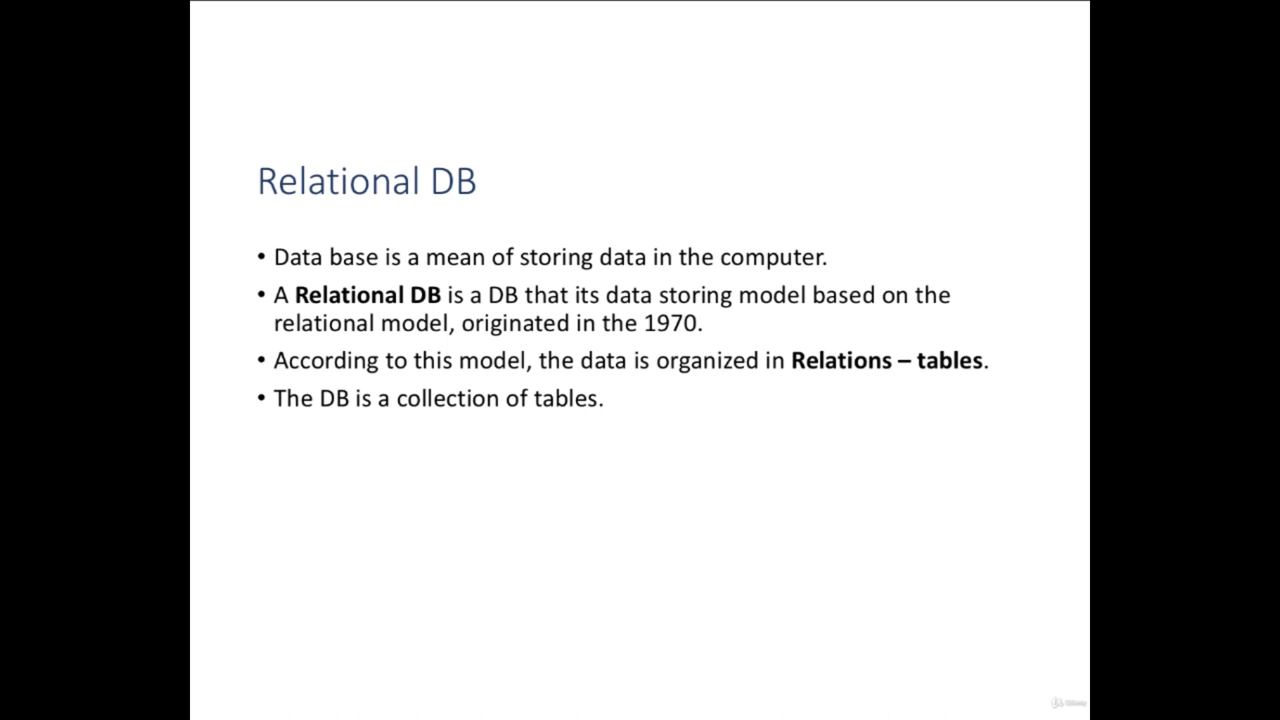 Relational DB
• Data base is a mean of storing data in the computer.
• A Relational DB is a DB that its data storing model based on the
relational model, originated in the 1970.
• According to this model, the data is organized in Relations – tables.
• The DB is a collection of tables.